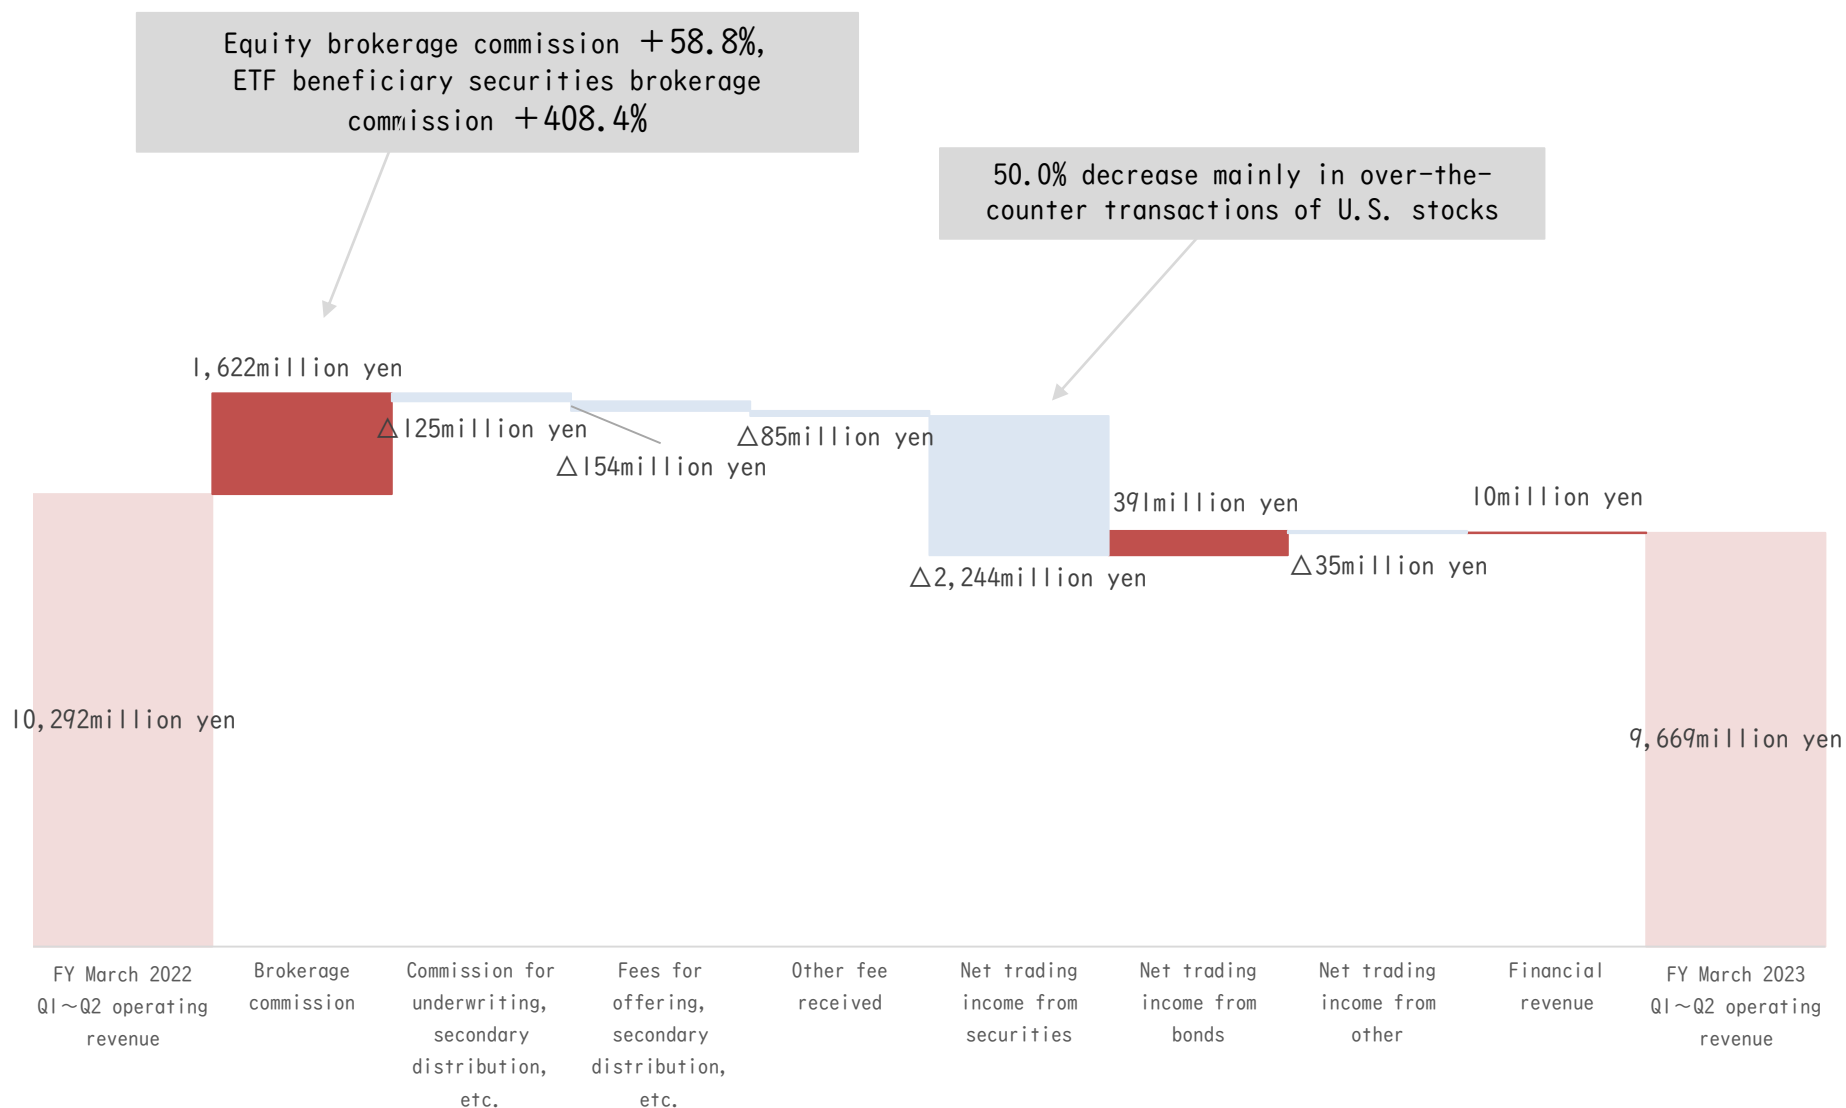 Equity brokerage commission +58.8%,
ETF beneficiary securities brokerage
commission +408.4%
50.0% decrease mainly in over-the-
counter transactions of U.S. stocks
1,622million yen
△125million yen
△154million yen
△85million yen
△2,244million yen
391million yen
△35million yen
10million yen
10,292million yen
9,669million yen
FY March 2022
Q1～Q2 operating
revenue
Brokerage
commission
Commission for
underwriting,
secondary
distribution,
etc.
Fees for
offering,
secondary
distribution,
etc.
Other fee
received
Net trading
income from
securities
Net trading
income from
bonds
Net trading
income from
other
Financial
revenue
FY March 2023
Q1～Q2 operating
revenue